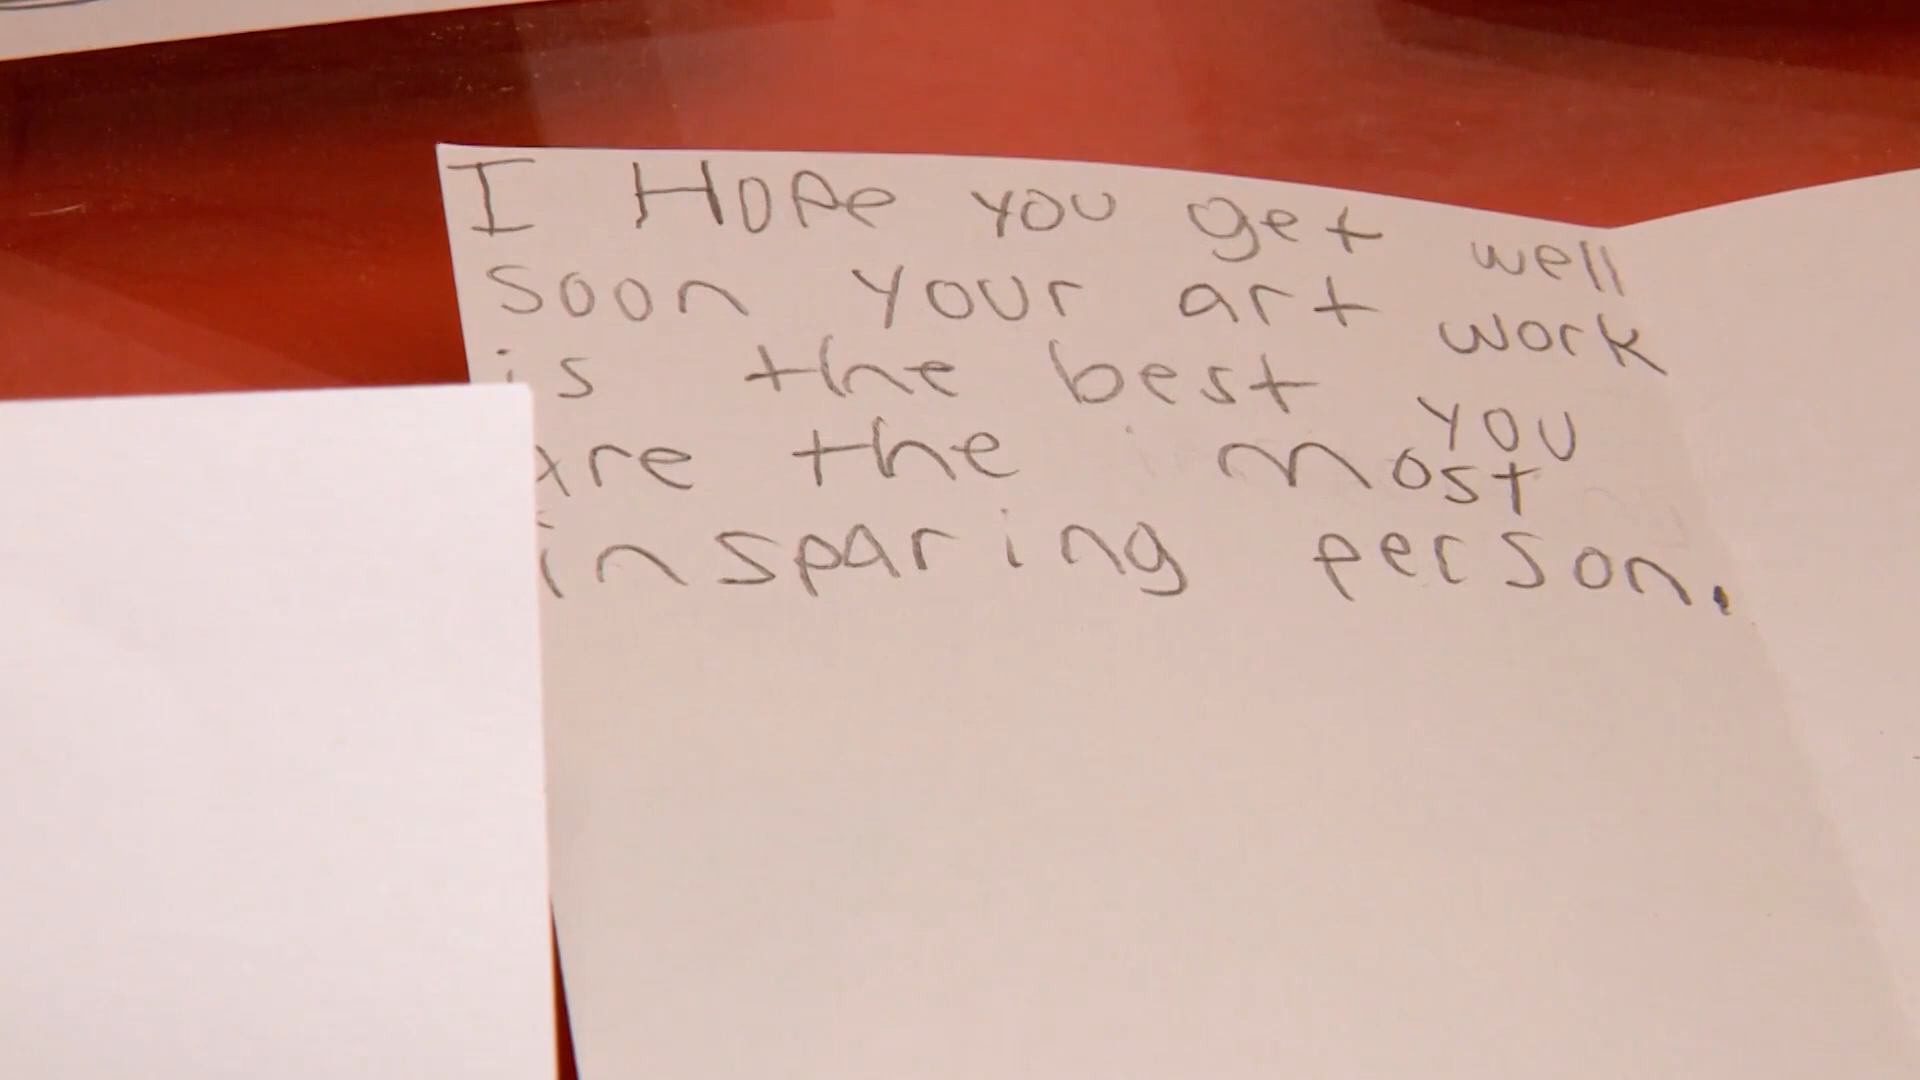 I Hope you get well
soon your art work
is the best you
are the most
insparing person.